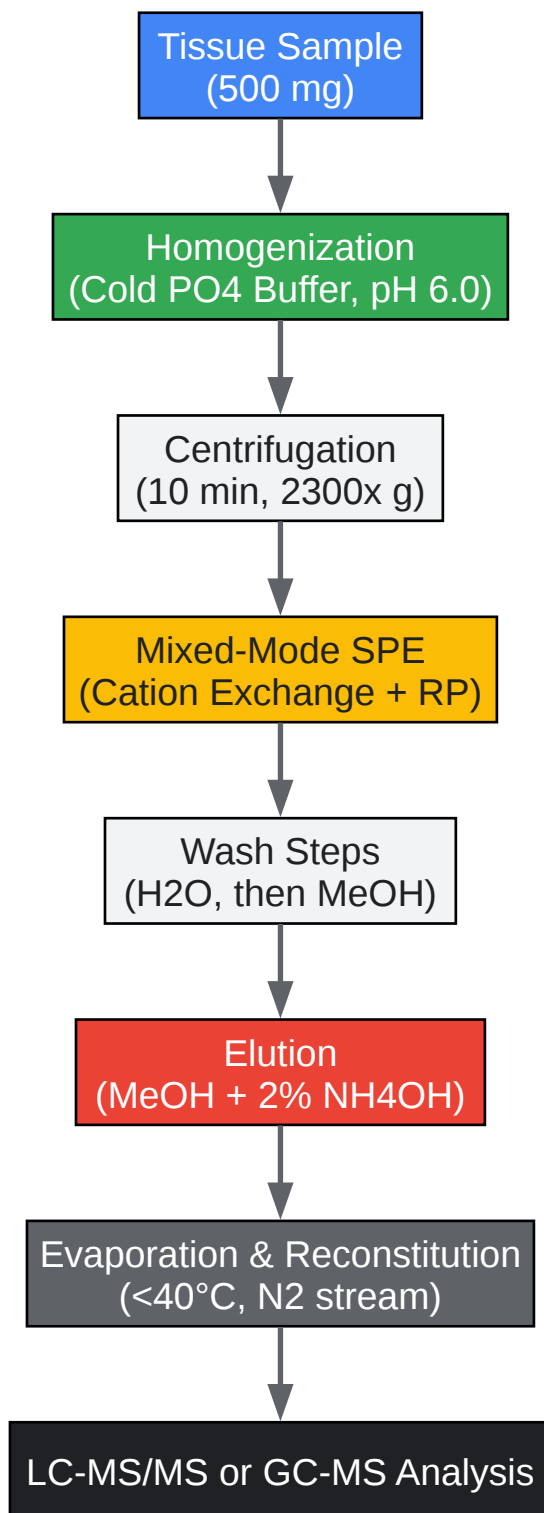 Tissue Sample
(500 mg)
Homogenization
(Cold PO4 Buffer, pH 6.0)
Centrifugation
(10 min, 2300x g)
Mixed-Mode SPE
(Cation Exchange + RP)
Wash Steps
(H2O, then MeOH)
Elution
(MeOH + 2% NH4OH)
Evaporation & Reconstitution
(<40°C, N2 stream)
LC-MS/MS or GC-MS Analysis